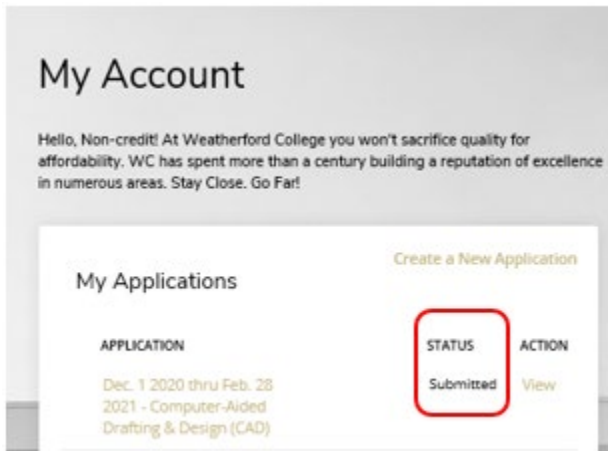 My Account
Hello, Non-credit! At Weatherford College you won't sacrifice quality for
affordability. WC has spent more than a century building a reputation of excellence
in numerous areas. Stay Close. Go Far!
Create a New Application
My Applications
APPLICATION STATUS ACTION
Dec. 1 2020 thru Feb. 28 Submitted View
2021 - Computer-Aided
Drafting & Design (CAD)